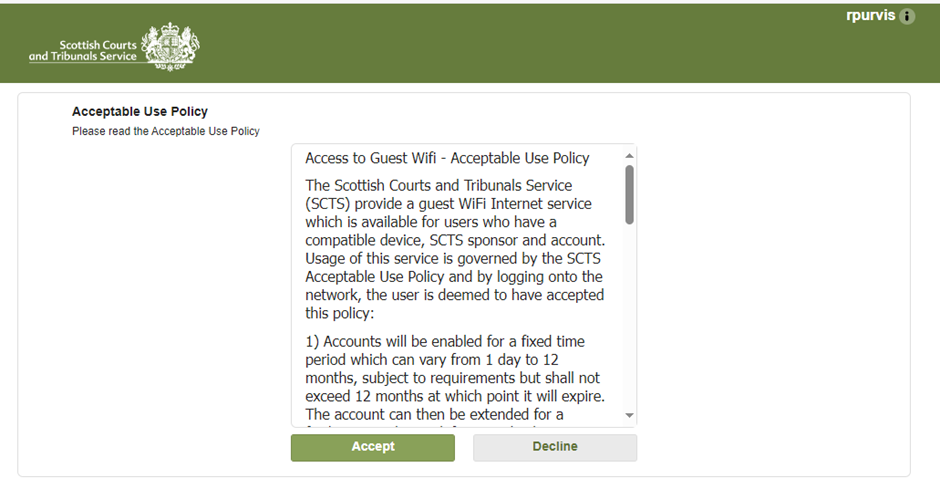 rpurvis
Scottish Courts
and Tribunals Service
Acceptable Use Policy
Please read the Acceptable Use Policy
Access to Guest Wifi - Acceptable Use Policy
The Scottish Courts and Tribunals Service
(SCTS) provide a guest WiFi Internet service
which is available for users who have a
compatible device, SCTS sponsor and account.
Usage of this service is governed by the SCTS
Acceptable Use Policy and by logging onto the
network, the user is deemed to have accepted
this policy:
1) Accounts will be enabled for a fixed time
period which can vary from 1 day to 12
months, subject to requirements but shall not
exceed 12 months at which point it will expire.
The account can then be extended for a
Accept
Decline